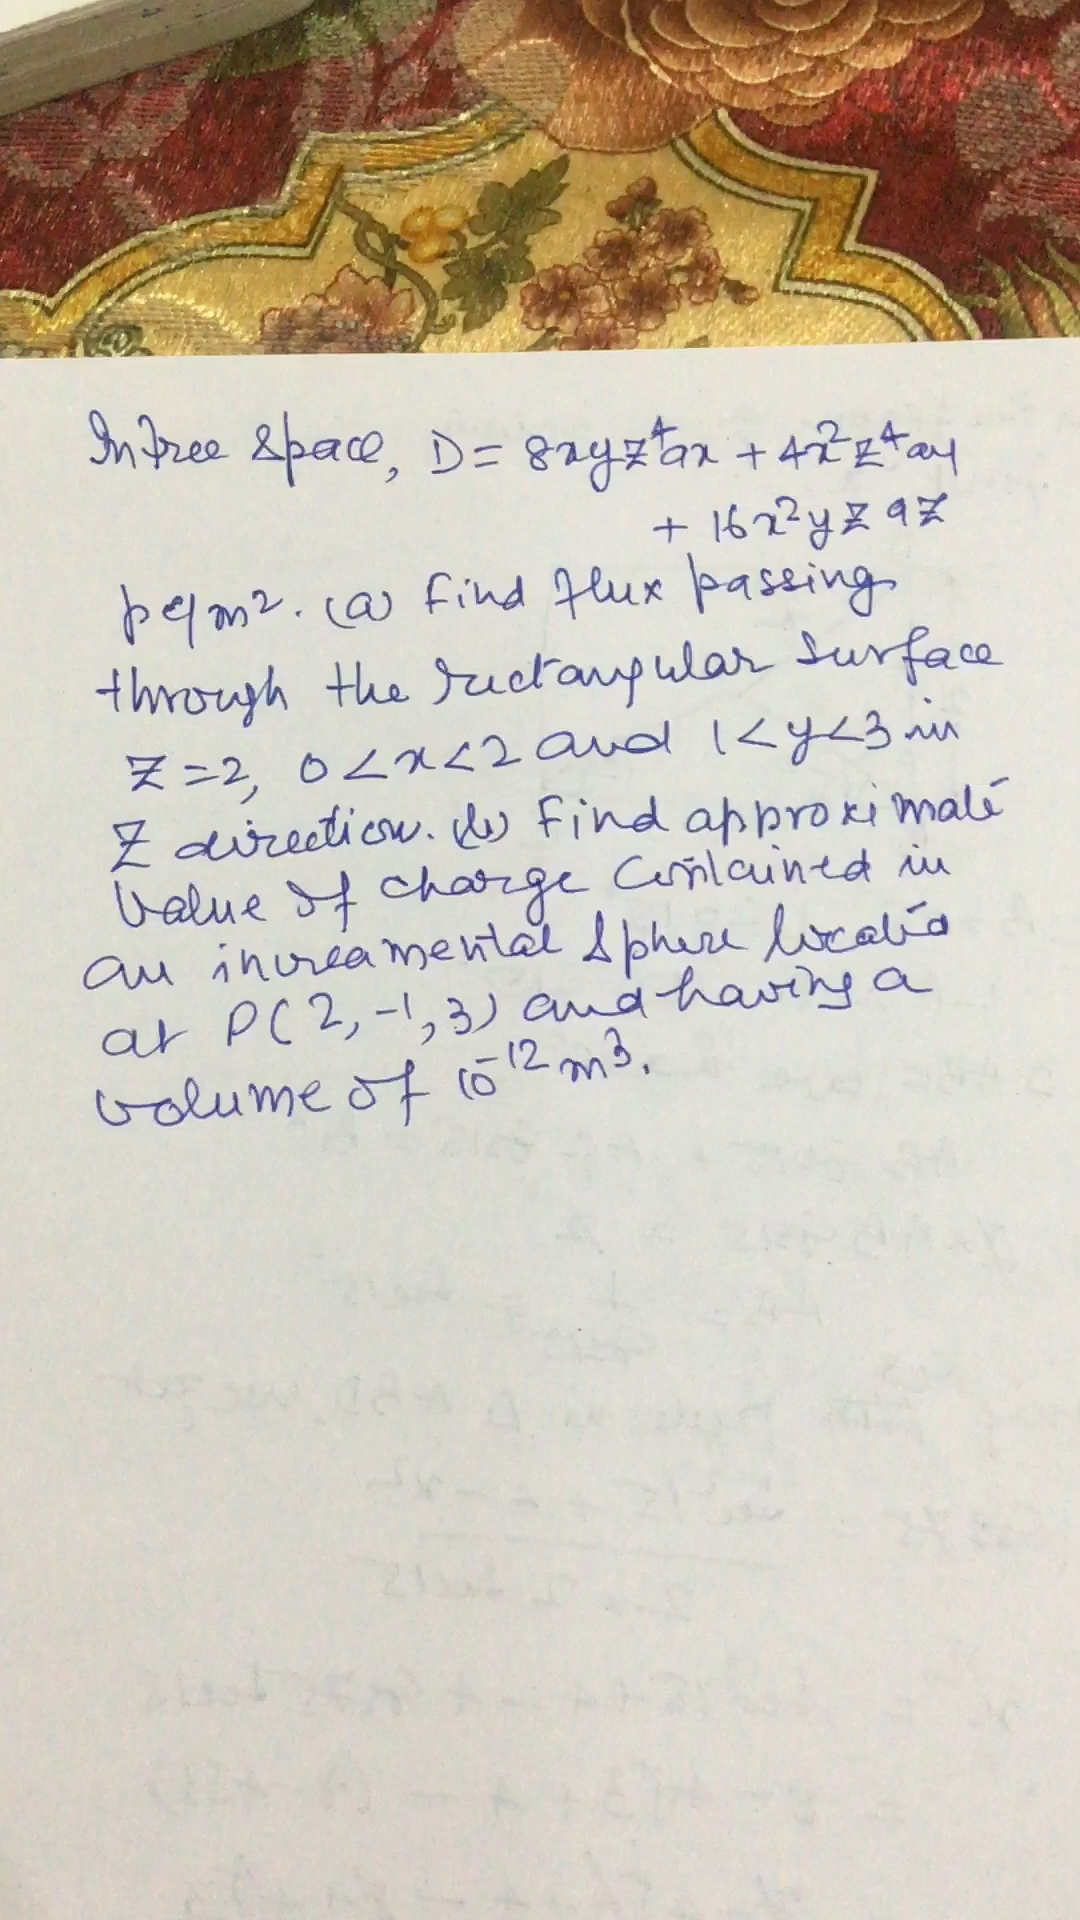 In free space, D = 8xyz⁴ax + 4x²z⁴ay
+ 16x²yz az
pc/m². (a) Find flux passing
through the rectangular surface
z = 2, 0 < x < 2 and 1 < y < 3 in
z direction. (b) Find approximate
value of charge contained in
an increamental sphere located
at P(2, -1, 3) and having a
volume of 10⁻¹² m³.